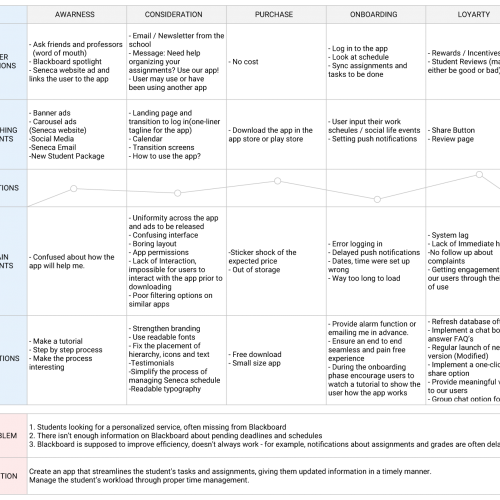 AWARNESS CONSIDERATION PURCHASE ONBOARDING LOYARTY
- Ask friends and professors
(word of mouth)
- Blackboard spotlight
- Seneca website ad and
links the user to the app
- Email / Newsletter from the
school
- Message: Need help
organizing your
assignments? Use our app!
- User may use or have
been using another app
- No cost
- Log in to the app
- Look at schedule
- Sync assignments and
tasks to be done
- Rewards / Incentives
- Student Reviews (ma
either be good or bad)
- Banner ads
- Carousel ads
(Seneca website)
-Social Media
-Seneca Email
-New Student Package
- Landing page and
transition to log in(one-liner
tagline for the app)
- Calendar
- Transition screens
- How to use the app?
- Download the app in the
app store or play store
- User input their work
scheules / social life events
- Setting push notifications
- Share Button
- Review page
- Confused about how the
app will help me.
- Uniformity across the app
and ads to be released
- Confusing interface
- Boring layout
- App permissions
- Lack of Interaction,
impossible for users to
interact with the app prior to
downloading
- Poor filtering options on
similar apps
-Sticker shock of the
expected price
- Out of storage
- Error logging in
- Delayed push notifications
- Dates, time were set up
wrong
- Way too long to load
- System lag
- Lack of Immediate h
-No follow up about
complaints
- Getting engagement
our users through the
of use
- Make a tutorial
- Step by step process
- Make the process
interesting
- Strengthen branding
- Use readable fonts
- Fix the placement of
hierarchy, icons and text
-Testimonials
-Simplify the process of
managing Seneca schedule
-Readable typography
- Free download
- Small size app
- Provide alarm function or
emailing me in advance.
- Ensure an end to end
seamless and pain free
experience
- During the onboarding
phase encourage users to
watch a tutorial to show the
user how the app works
- Refresh database oft
- Implement a chat bo
answer FAQ's
- Regular launch of ne
version (Modified)
- Implement a one-clic
share option
- Provide meaningful
to our users
- Group chat option fo
BLEM
1. Students looking for a personalized service, often missing from Blackboard
2. There isn't enough information on Blackboard about pending deadlines and schedules
3. Blackboard is supposed to improve efficiency, doesn't always work - for example, notifications about assignments and grades are often dela
TION
Create an app that streamlines the student's tasks and assignments, giving them updated information in a timely manner.
Manage the student's workload through proper time management.